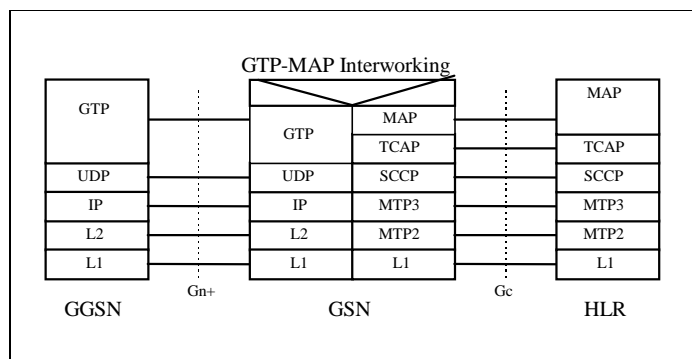 GTP-MAP Interworking
GTP
GTP
MAP
MAP
TCAP
TCAP
UDP
UDP
SCCP
SCCP
IP
IP
MTP3
MTP3
L2
L2
MTP2
MTP2
L1
L1
L1
L1
Gn+
Gc
GGSN
GSN
HLR